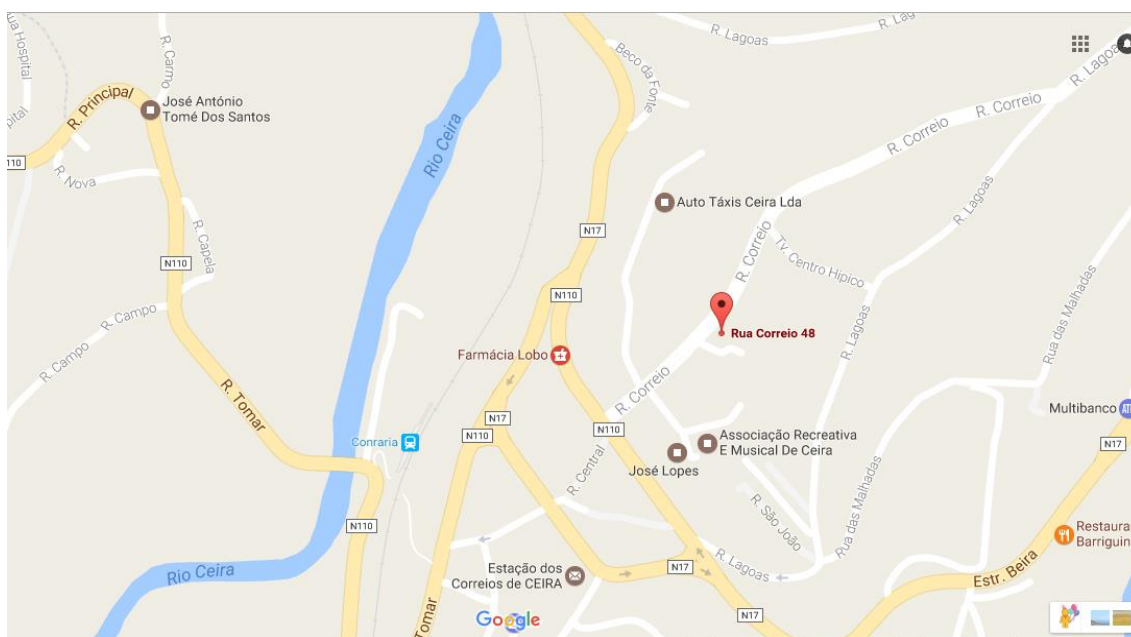 R. Lagoas
R. Lag
Rua Hospital
pital
R. Carmo
R. Principal
José António
Tomé Dos Santos
N110
R. Nova
R. Capela
N110
R. Campo
R. Campo
R. Tomar
N110
Rio Ceira
Rio Ceira
Beco da
Fonte
R. Lagoa
R. Correio
R. Correio
Auto Táxis Ceira Lda
R. Lagoas
N17
R. Correio
Tv. Centro Hipico
N110
Rua Correio 48
Rua das Malhadas
R. Lagoas
Farmácia Lobo
R. Correio
Multibanco
AT
N17
N110
N110
Conraria
Associação Recreativa
E Musical De Ceira
N17
José Lopes
R. Central
R. São João
Rua das Malhadas
Restaura
Barriguin
R. Lagoas
Estação dos
Correios de CEIRA
N17
Estr. Beira
R. Tomar
N17
Google